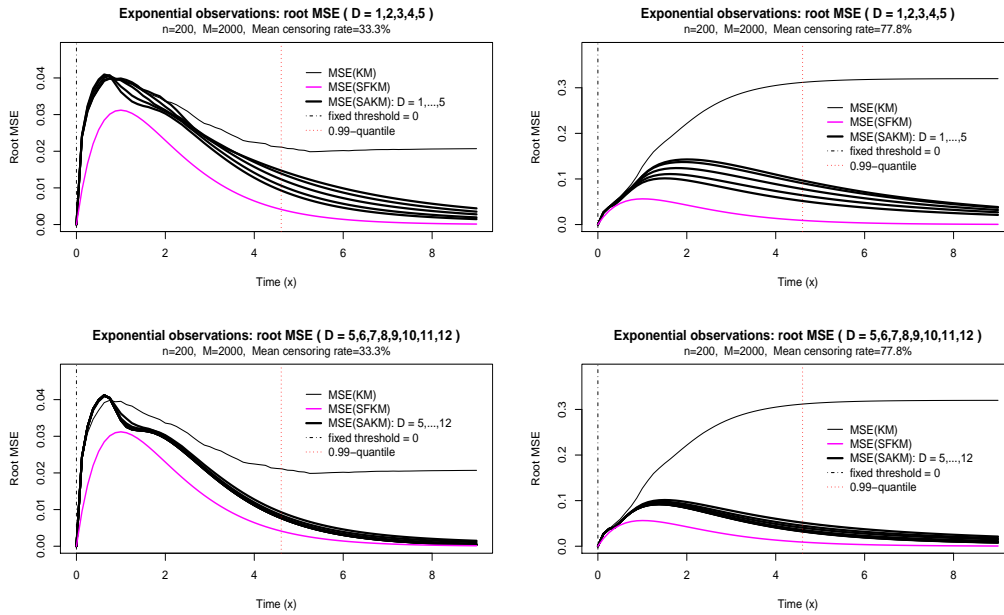 Exponential observations: root MSE ( D = 1,2,3,4,5 )
n=200, M=2000, Mean censoring rate=33.3%
Root MSE
0.00
0.01
0.02
0.03
0.04
MSE(KM)
MSE(SFKM)
MSE(SAKM): D = 1,...,5
fixed threshold = 0
0.99−quantile
0
2
4
6
8
Time (x)
Exponential observations: root MSE ( D = 1,2,3,4,5 )
n=200, M=2000, Mean censoring rate=77.8%
Root MSE
0.0
0.1
0.2
0.3
MSE(KM)
MSE(SFKM)
MSE(SAKM): D = 1,...,5
fixed threshold = 0
0.99−quantile
0
2
4
6
8
Time (x)
Exponential observations: root MSE ( D = 5,6,7,8,9,10,11,12 )
n=200, M=2000, Mean censoring rate=33.3%
Root MSE
0.00
0.01
0.02
0.03
0.04
MSE(KM)
MSE(SFKM)
MSE(SAKM): D = 5,...,12
fixed threshold = 0
0.99−quantile
0
2
4
6
8
Time (x)
Exponential observations: root MSE ( D = 5,6,7,8,9,10,11,12 )
n=200, M=2000, Mean censoring rate=77.8%
Root MSE
0.0
0.1
0.2
0.3
MSE(KM)
MSE(SFKM)
MSE(SAKM): D = 5,...,12
fixed threshold = 0
0.99−quantile
0
2
4
6
8
Time (x)